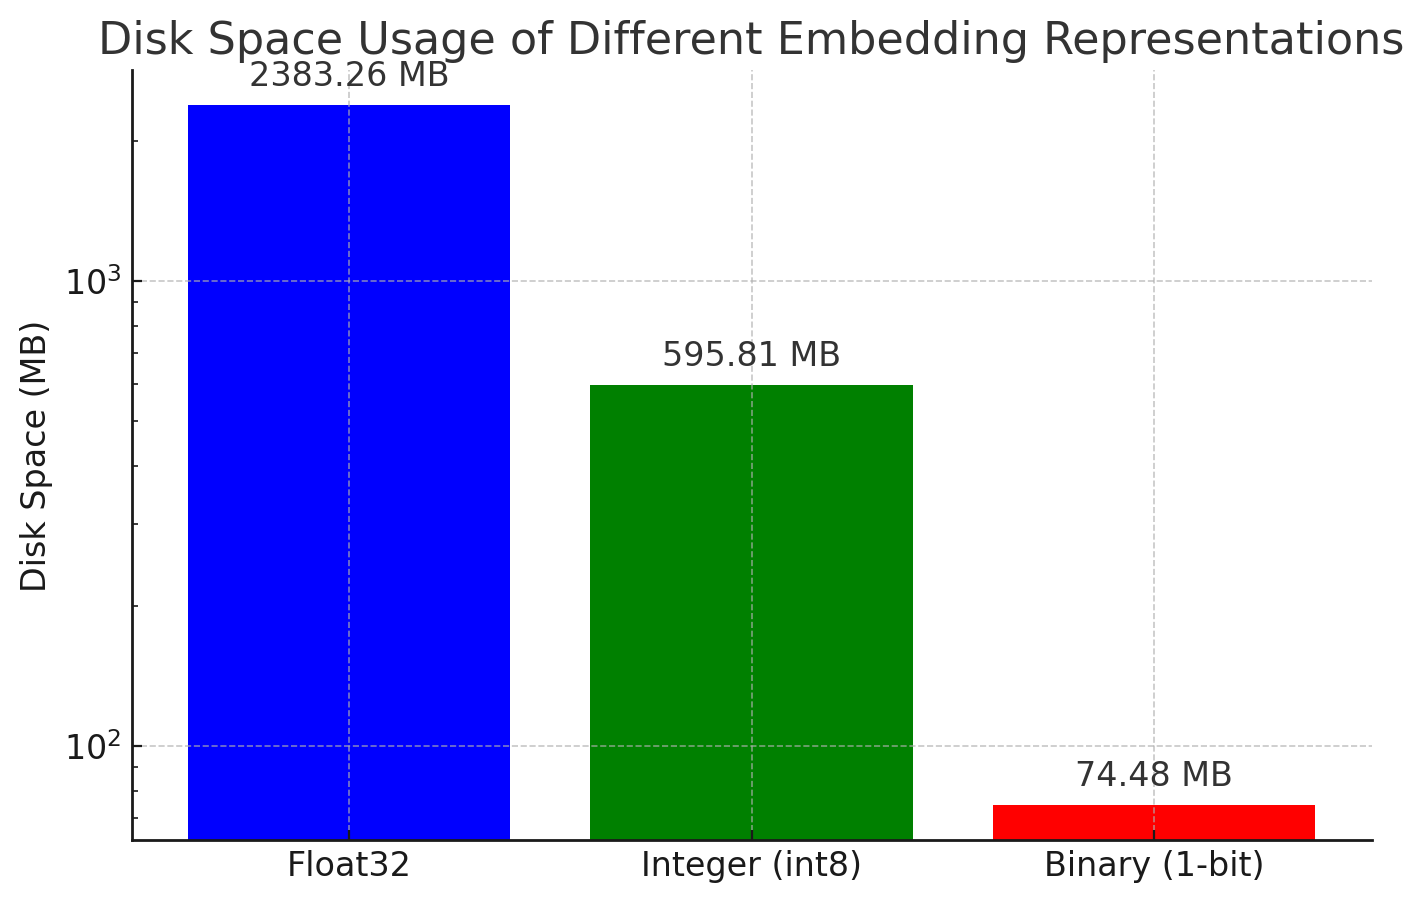 Disk Space Usage of Different Embedding Representations
2383.26 MB
10³
595.81 MB
Disk Space (MB)
10²
74.48 MB
Float32
Integer (int8)
Binary (1-bit)